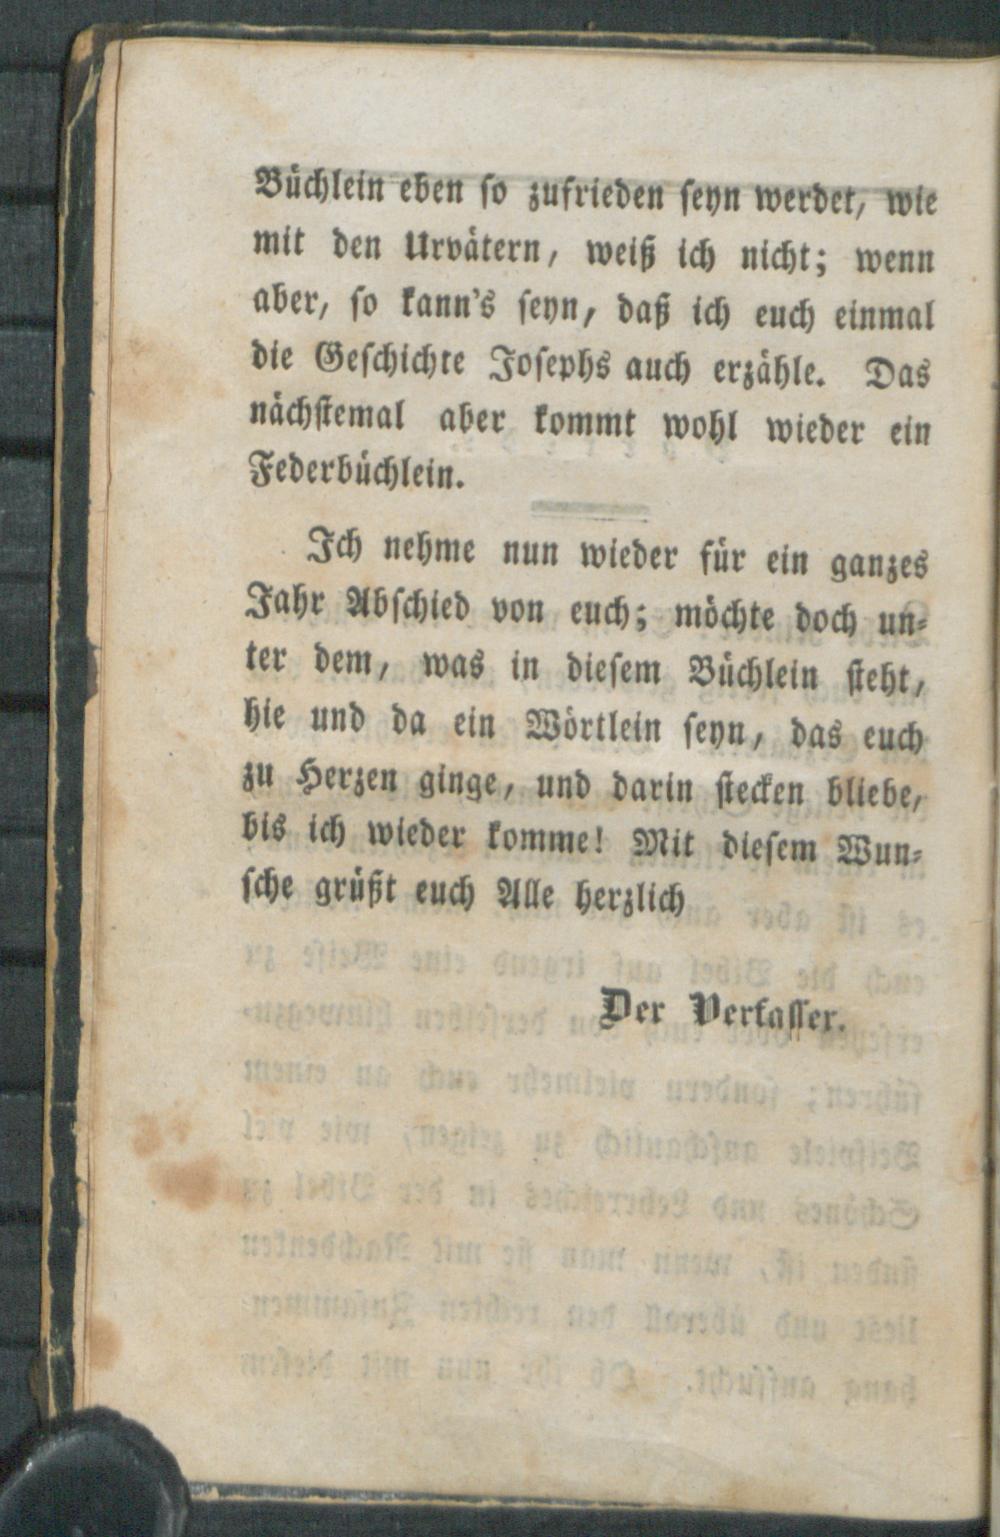 Büchlein eben so zufrieden seyn werdet, wie
mit den Urvätern, weiß ich nicht; wenn
aber, so kann's seyn, daß ich euch einmal
die Geschichte Josephs auch erzähle. Das
nächstemal aber kommt wohl wieder ein
Federbüchlein.
Ich nehme nun wieder für ein ganzes
Jahr Abschied von euch; möchte doch un-
ter dem, was in diesem Büchlein steht,
hie und da ein Wörtlein seyn, das euch
zu Herzen ginge, und darin stecken bliebe,
bis ich wieder komme! Mit diesem Wun-
sche grüßt euch Alle herzlich
Der Verfasser.